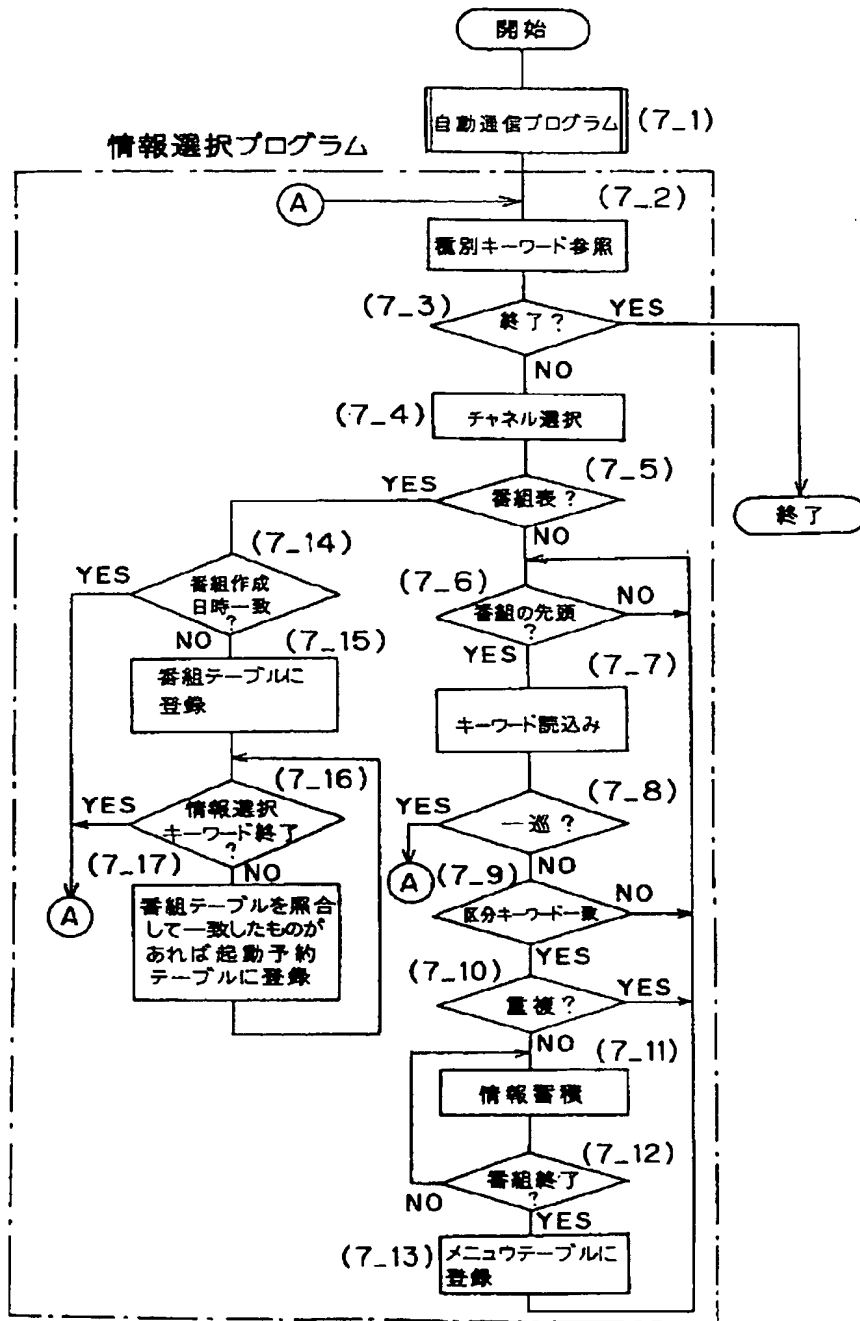 開始
自動通信プログラム
(7_1)
情報選択プログラム
A
(7_2)
種別キーワード参照
(7_3)
終了?
YES
NO
(7_4)
チャネル選択
(7_5)
YES
番組表?
NO
終了
(7_14)
YES
番組作成
日時一致
?
NO
(7_15)
番組テーブルに
登録
(7_16)
YES
情報選択
キーワード終了
?
(7_17)
NO
A
番組テーブルを照合
して一致したものが
あれば起動予約
テーブルに登録
(7_6)
番組の先頭
?
NO
YES
(7_7)
キーワード読込み
(7_8)
YES
一巡?
NO
A
(7_9)
区分キーワード一致
NO
YES
(7_10)
重複?
YES
NO
(7_11)
情報蓄積
(7_12)
番組終了
?
NO
YES
(7_13)
メニュウテーブルに
登録